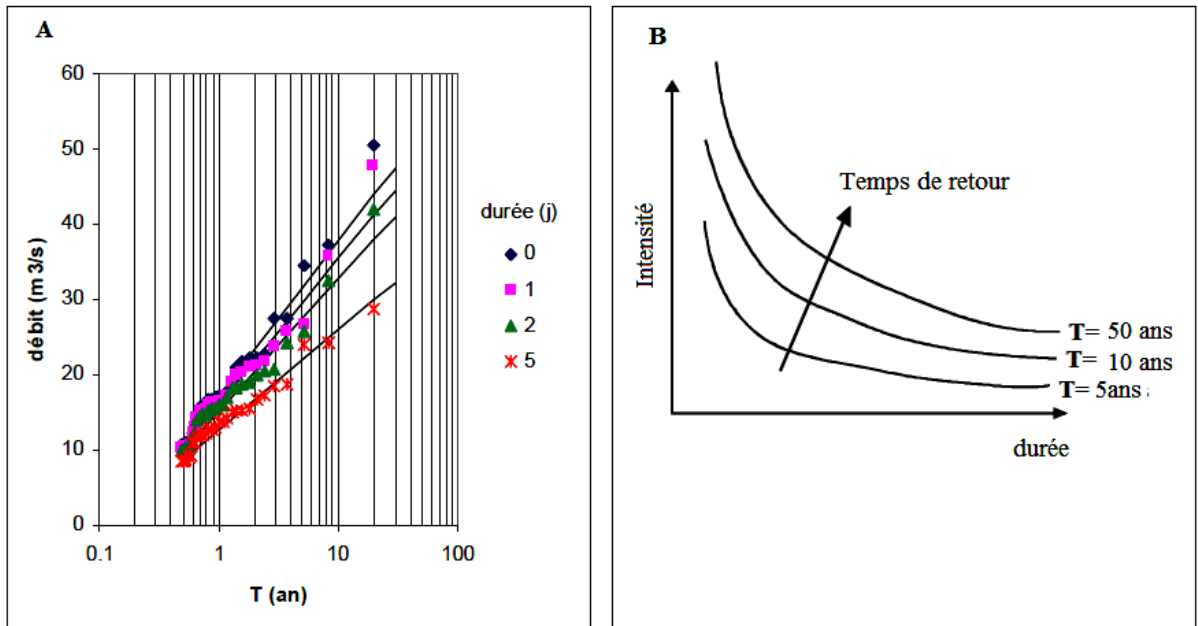 A
60
50
40
30
20
10
0
0.1 1 10 100
débit (m3/s)
T (an)
durée (j)
0
1
2
5
B
Intensité
Temps de retour
T= 50 ans
T= 10 ans
T= 5ans
durée